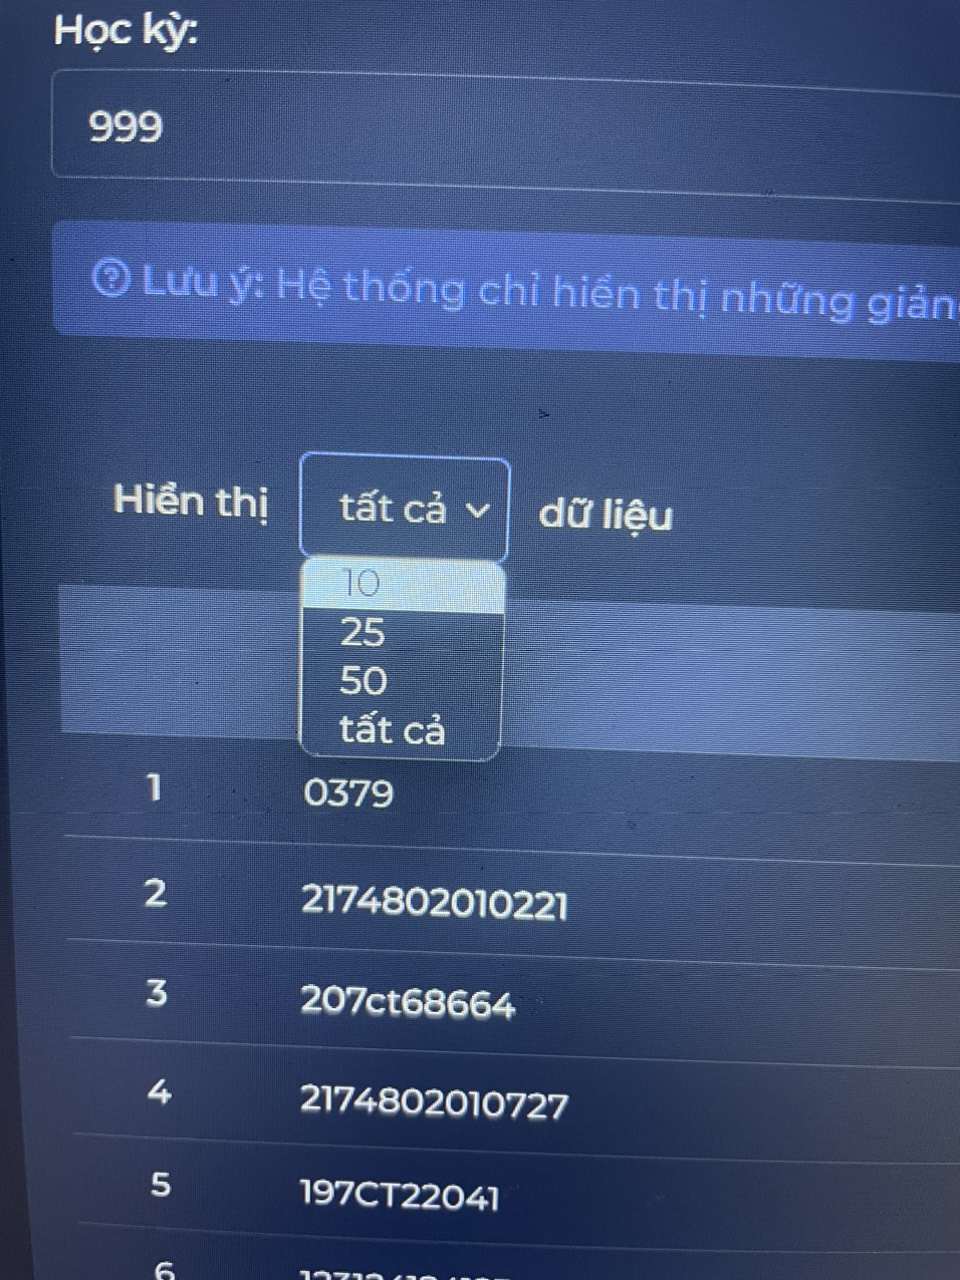 Học kỳ:
999
Lưu ý: Hệ thống chỉ hiển thị những
Hiển thị tất cả dữ liệu
10
25
50
tất cả
1 0379
2 2174802010221
3 207ct68664
4 2174802010727
5 197CT22041
6